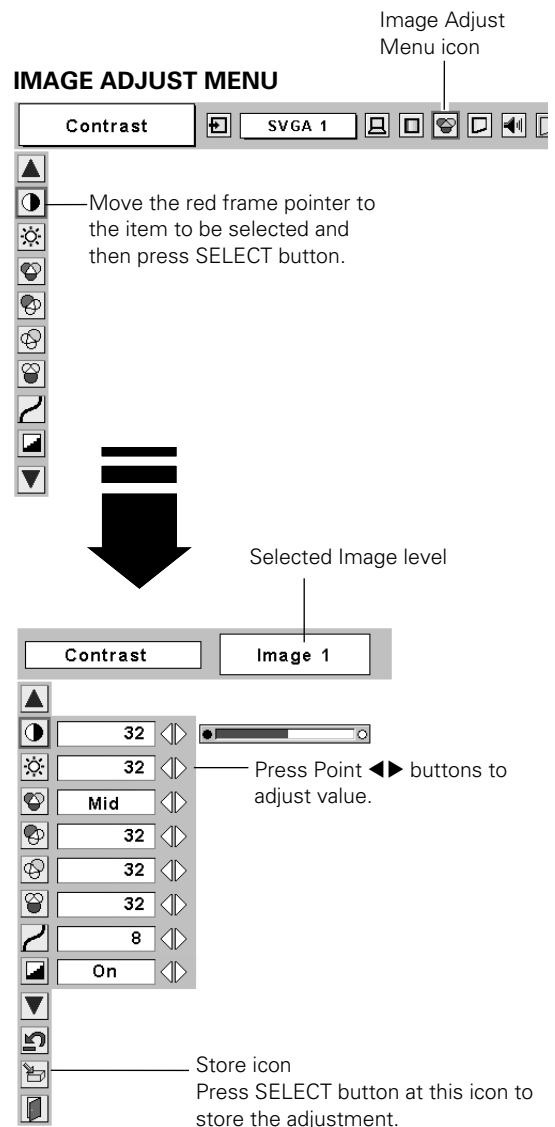 Image Adjust
Menu icon
IMAGE ADJUST MENU
Contrast
SVGA 1
Move the red frame pointer to
the item to be selected and
then press SELECT button.
Selected Image level
Contrast
Image 1
32
32
Press Point ◀▶ buttons to
adjust value.
Mid
32
32
32
8
On
Store icon
Press SELECT button at this icon to
store the adjustment.